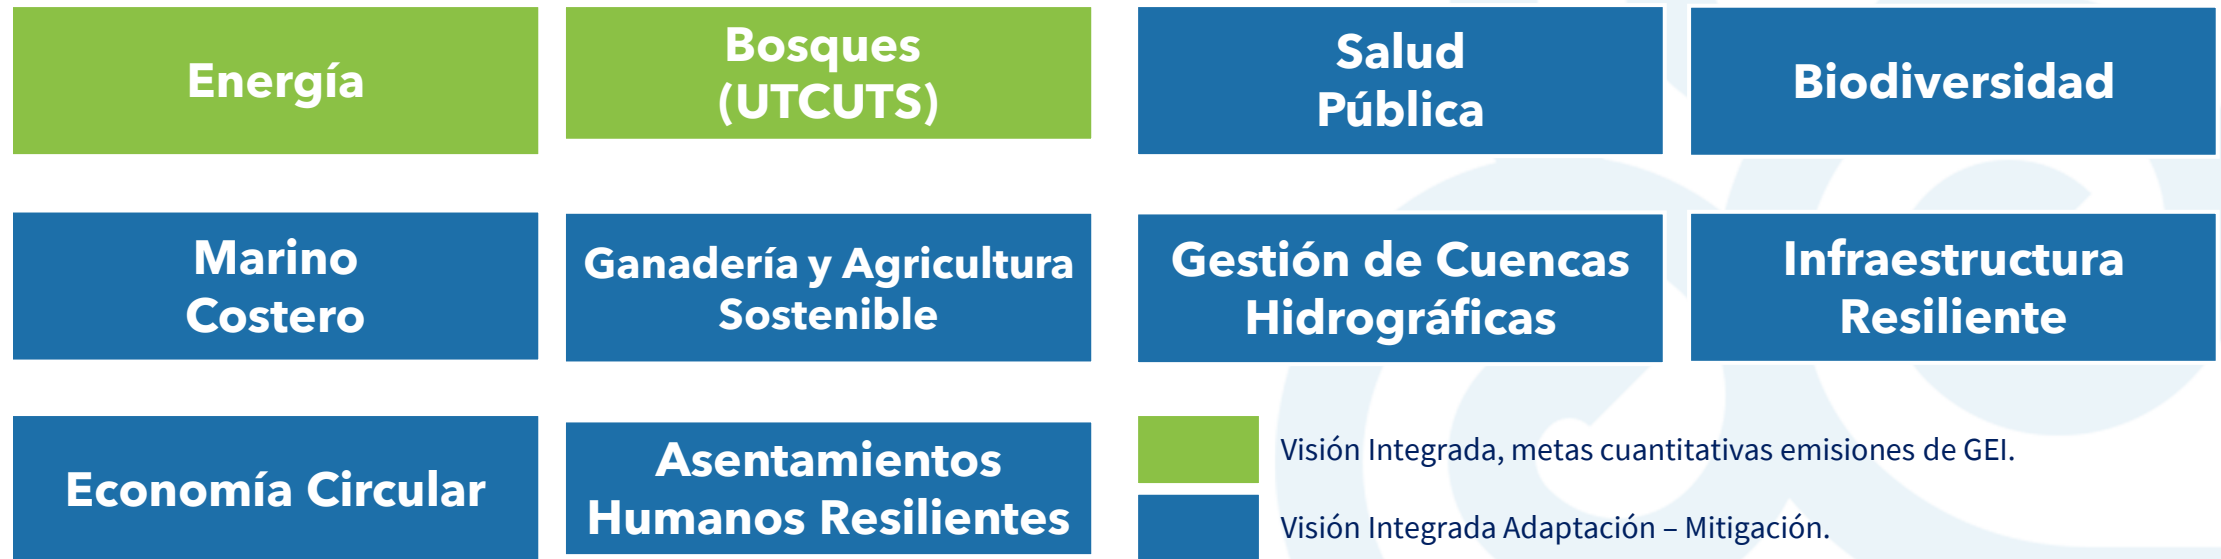 Energía
Bosques
(UTCUTS)
Salud
Pública
Biodiversidad
Marino
Costero
Ganadería y Agricultura
Sostenible
Gestión de Cuencas
Hidrográficas
Infraestructura
Resiliente
Economía Circular
Asentamientos
Humanos Resilientes
Visión Integrada, metas cuantitativas emisiones de GEI.
Visión Integrada Adaptación – Mitigación.